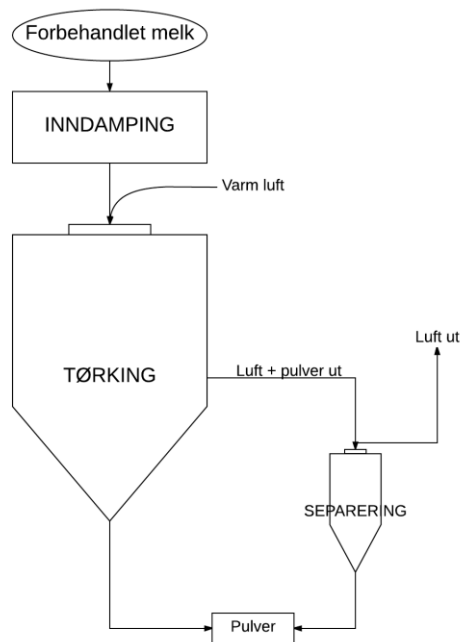 Forbehandlet melk
INNDAMPING
Varm luft
TØRKING
Luft + pulver ut
Luft ut
SEPARERING
Pulver